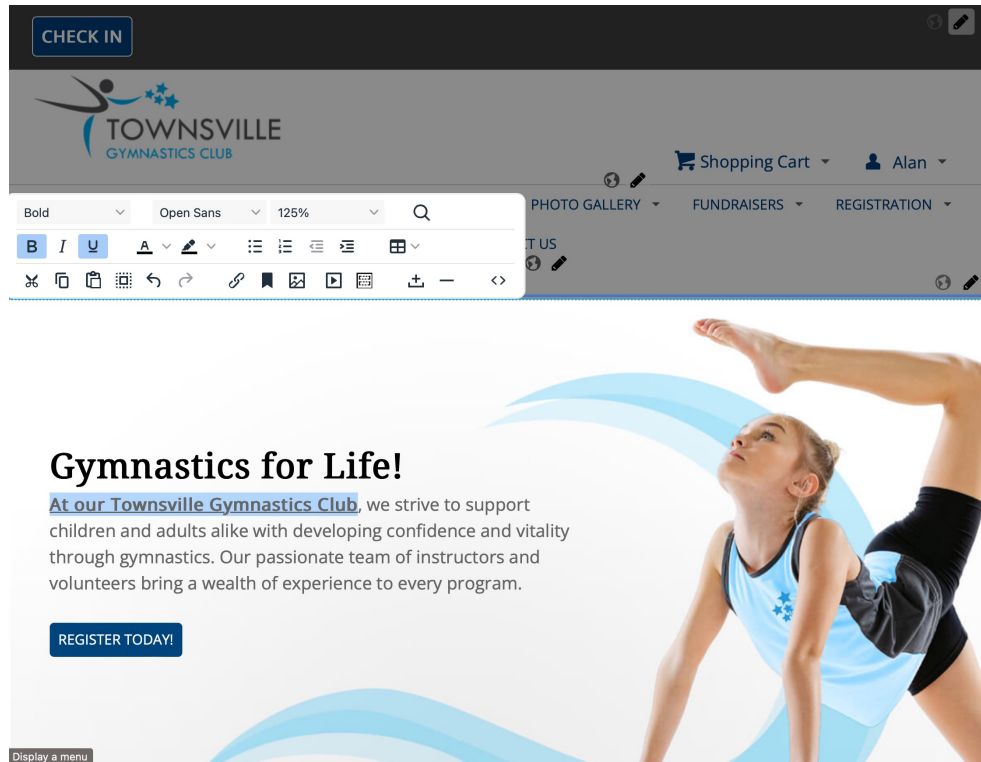 CHECK IN
TOWNSVILLE
GYMNASTICS CLUB
Shopping Cart
Alan
Bold
Open Sans
125%
PHOTO GALLERY
FUNDRAISERS
REGISTRATION
B I U A
T US
Gymnastics for Life!
At our Townsville Gymnastics Club, we strive to support
children and adults alike with developing confidence and vitality
through gymnastics. Our passionate team of instructors and
volunteers bring a wealth of experience to every program.
REGISTER TODAY!
Display a menu